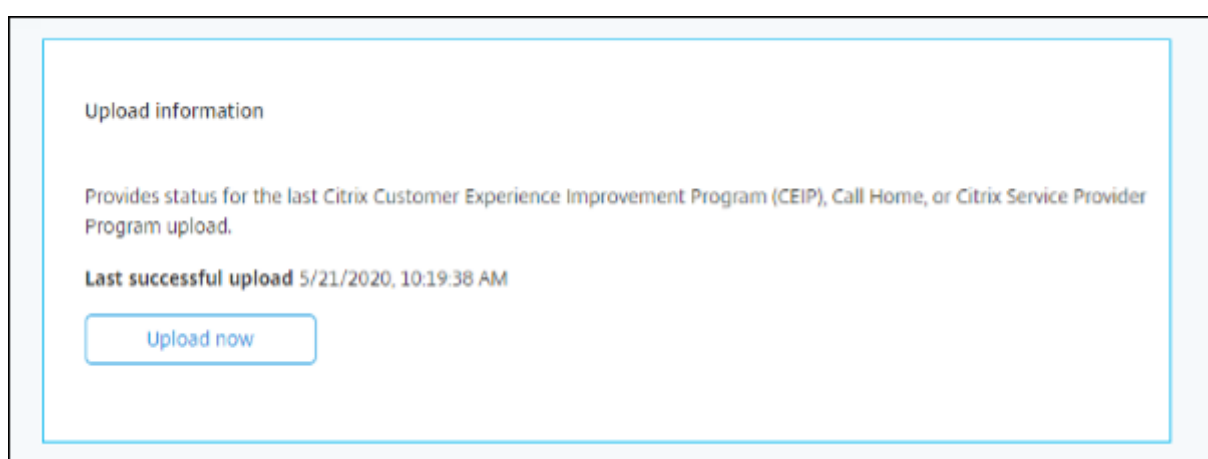 Upload information
Provides status for the last Citrix Customer Experience Improvement Program (CEIP), Call Home, or Citrix Service Provider
Program upload.
Last successful upload 5/21/2020, 10:19:38 AM
Upload now